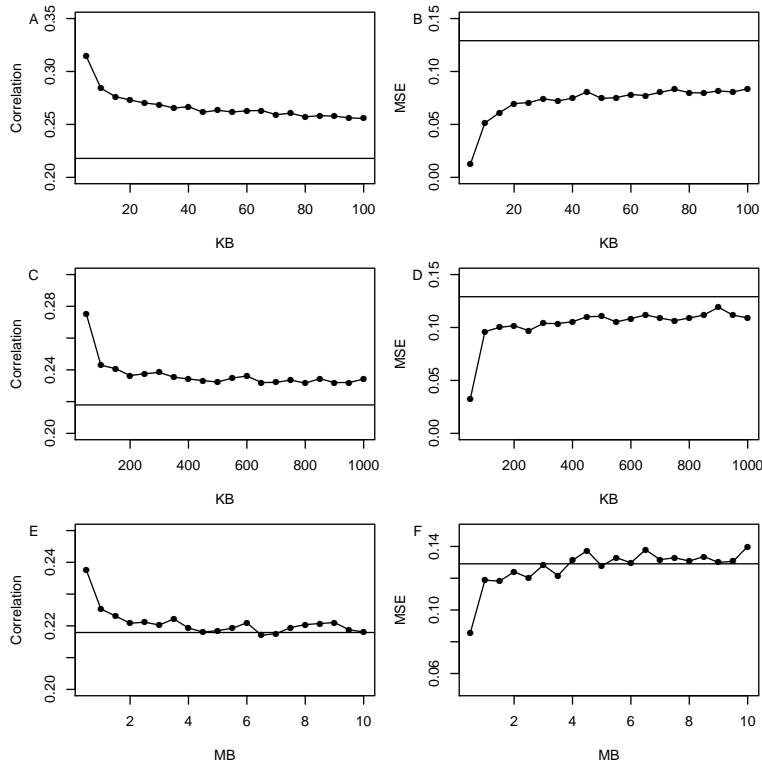 A
Correlation
0.20 0.25 0.30 0.35
20 40 60 80 100
KB
B
MSE
0.00 0.05 0.10 0.15
20 40 60 80 100
KB
C
Correlation
0.20 0.24 0.28
200 400 600 800 1000
KB
D
MSE
0.00 0.05 0.10 0.15
200 400 600 800 1000
KB
E
Correlation
0.20 0.22 0.24
2 4 6 8 10
MB
F
MSE
0.06 0.10 0.14
2 4 6 8 10
MB